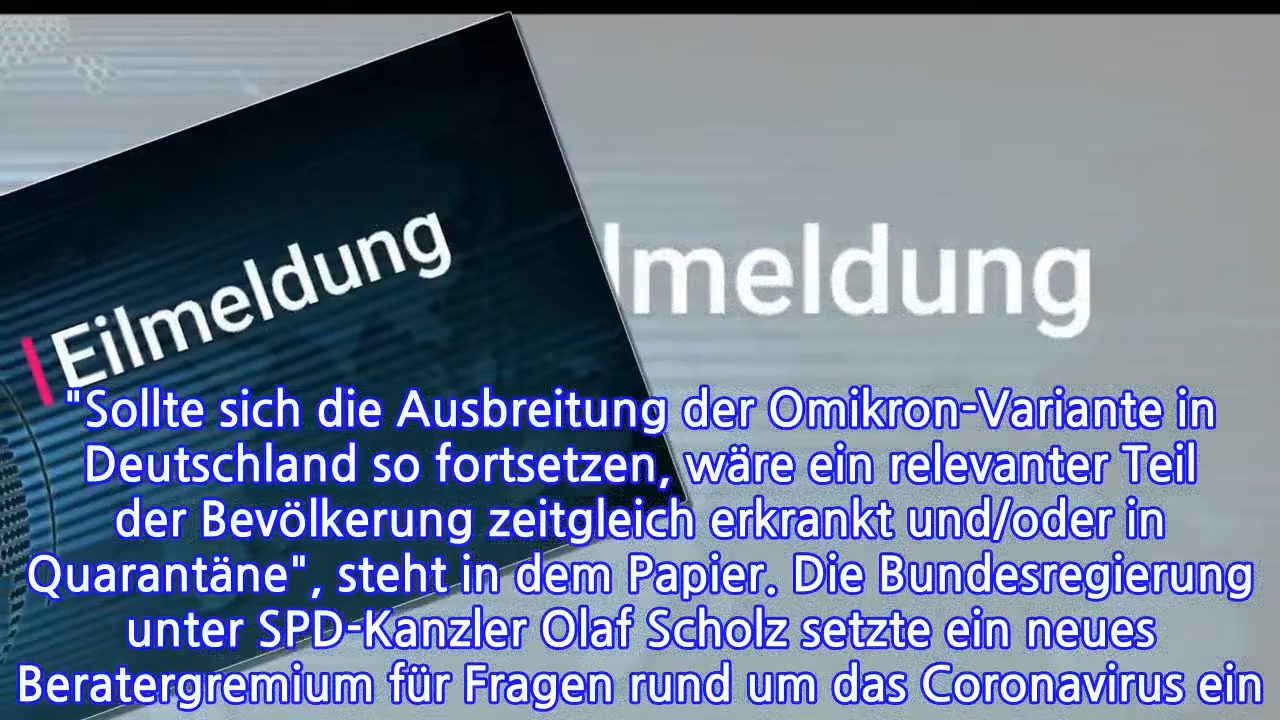 Eilmeldung
lmeldung
"Sollte sich die Ausbreitung der Omikron-Variante in
Deutschland so fortsetzen, wäre ein relevanter Teil
der Bevölkerung zeitgleich erkrankt und/oder in
Quarantäne", steht in dem Papier. Die Bundesregierung
unter SPD-Kanzler Olaf Scholz setzte ein neues
Beratergremium für Fragen rund um das Coronavirus ein